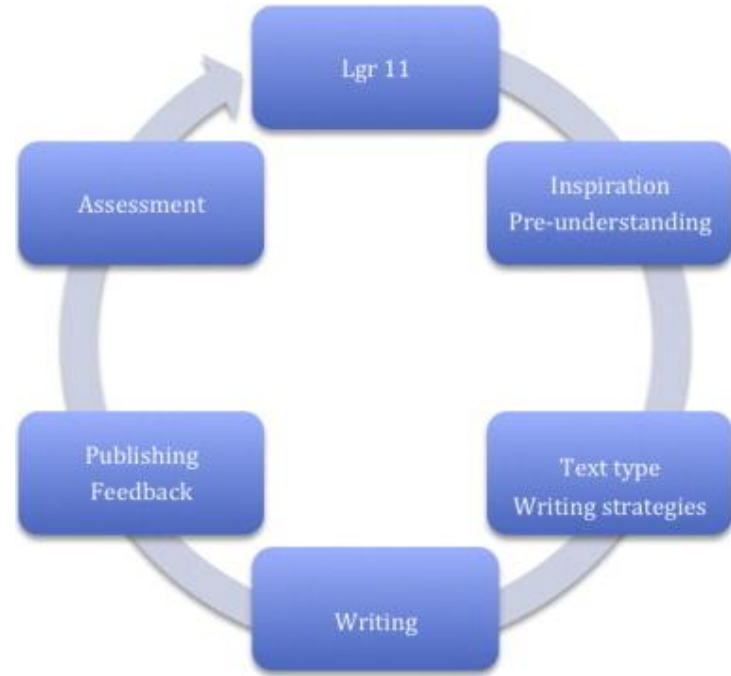 Lgr 11
Inspiration
Pre-understanding
Text type
Writing strategies
Writing
Publishing
Feedback
Assessment